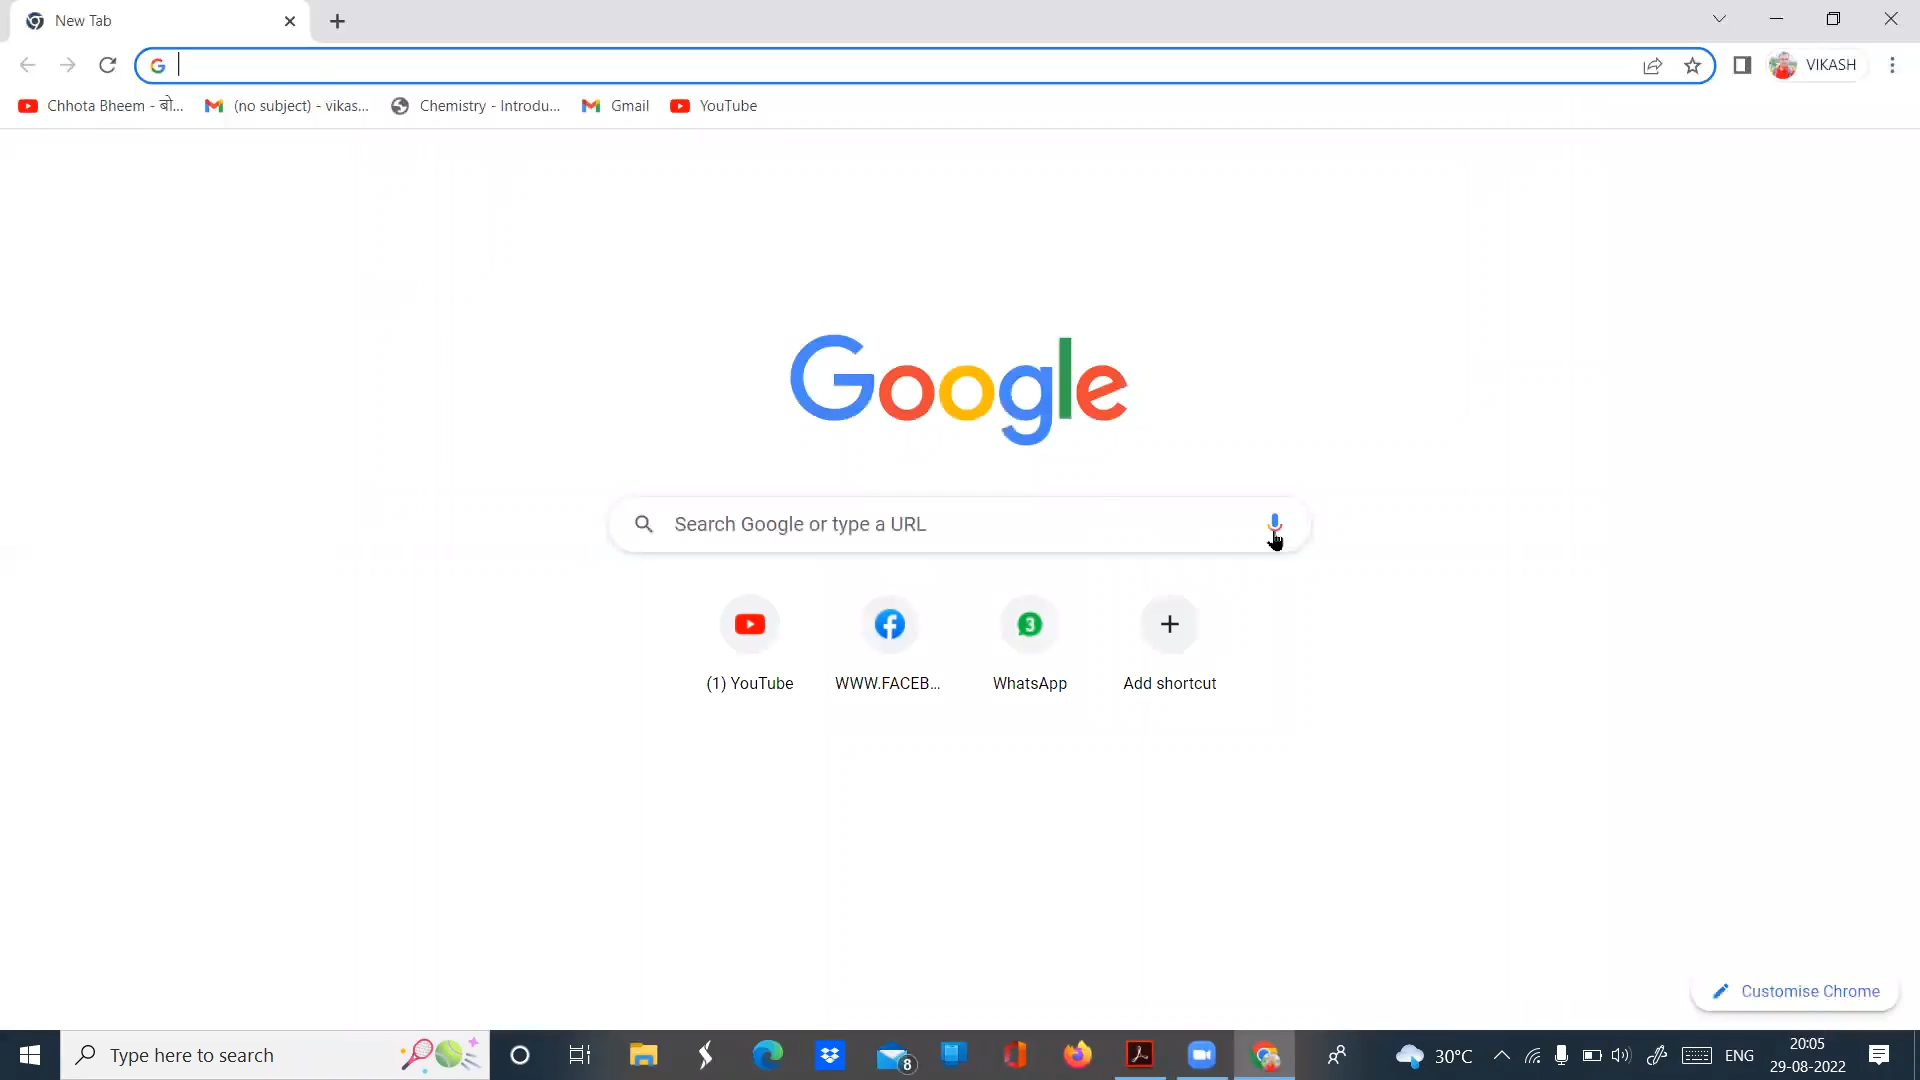 New Tab
VIKASH
Chhota Bheem - बो...
(no subject) - vikas...
Chemistry - Introdu...
Gmail
YouTube
Google
Search Google or type a URL
3
(1) YouTube
WWW.FACEB...
WhatsApp
Add shortcut
Customise Chrome
Type here to search
8
30°C
ENG
20:05
29-08-2022